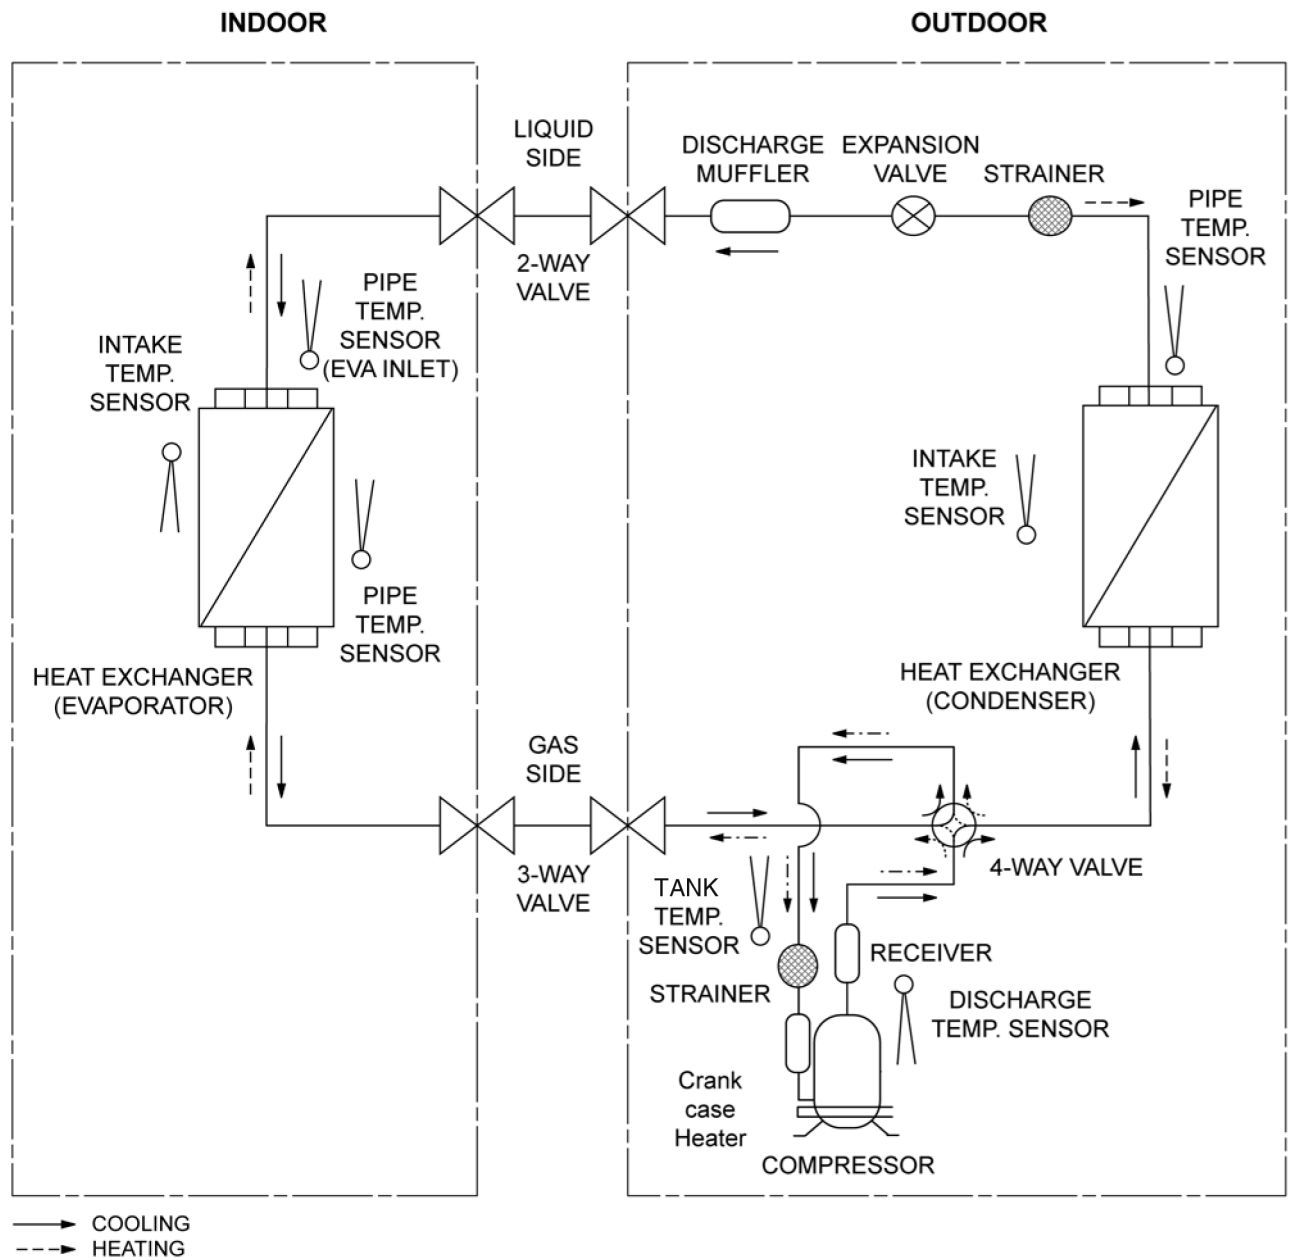 INDOOR
OUTDOOR
LIQUID
SIDE
DISCHARGE
MUFFLER
EXPANSION
VALVE
STRAINER
PIPE
TEMP.
SENSOR
2-WAY
VALVE
PIPE
TEMP.
SENSOR
(EVA INLET)
INTAKE
TEMP.
SENSOR
INTAKE
TEMP.
SENSOR
PIPE
TEMP.
SENSOR
HEAT EXCHANGER
(EVAPORATOR)
HEAT EXCHANGER
(CONDENSER)
GAS
SIDE
3-WAY
VALVE
4-WAY VALVE
TANK
TEMP.
SENSOR
RECEIVER
STRAINER
DISCHARGE
TEMP. SENSOR
Crank
case
Heater
COMPRESSOR
COOLING
HEATING